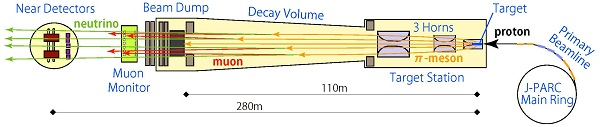 Near Detectors
neutrino
Beam Dump
Decay Volume
3 Horns
Target
proton
Primary
Beamline
muon
Muon
Monitor
π-meson
Target Station
J-PARC
Main Ring
110m
280m